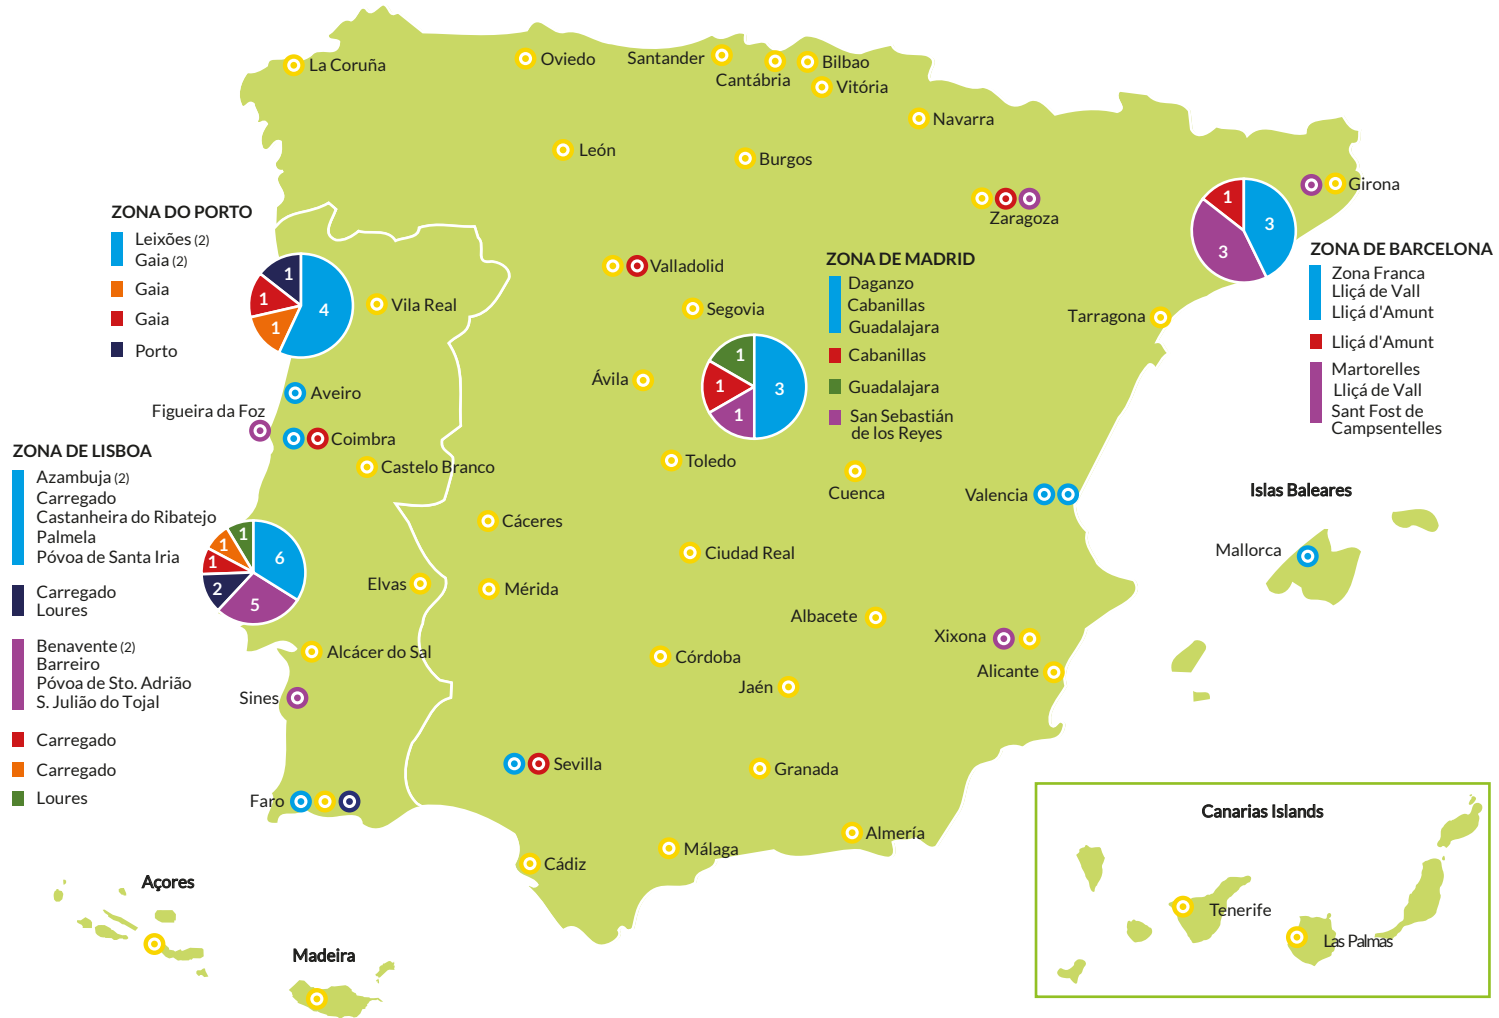 La Coruña
Oviedo
Santander
Cantábria
Bilbao
Vitória
Navarra
León
Burgos
Girona
Zaragoza
ZONA DO PORTO
Leixões (2)
Gaia (2)
Gaia
Gaia
Porto
1
4
1
1
Vila Real
Valladolid
Segovia
Ávila
ZONA DE MADRID
Daganzo
Cabanillas
Guadalajara
Cabanillas
Guadalajara
San Sebastián
de los Reyes
1
3
1
1
1
3
3
ZONA DE BARCELONA
Zona Franca
Lliçá de Vall
Lliçá d'Amunt
Lliçá d'Amunt
Martorelles
Lliçá de Vall
Sant Fost de
Campsentelles
Tarragona
Aveiro
Figueira da Foz
Coimbra
Castelo Branco
Toledo
Cuenca
Valencia
Islas Baleares
Mallorca
ZONA DE LISBOA
Azambuja (2)
Carregado
Castanheira do Ribatejo
Palmela
Póvoa de Santa Iria
Carregado
Loures
Benavente (2)
Barreiro
Póvoa de Sto. Adrião
S. Julião do Tojal
Carregado
Carregado
Loures
1
1
6
1
2
5
Cáceres
Ciudad Real
Elvas
Mérida
Albacete
Xixona
Alicante
Alcácer do Sal
Córdoba
Jaén
Sines
Sevilla
Granada
Faro
Almería
Málaga
Cádiz
Açores
Madeira
Canarias Islands
Tenerife
Las Palmas